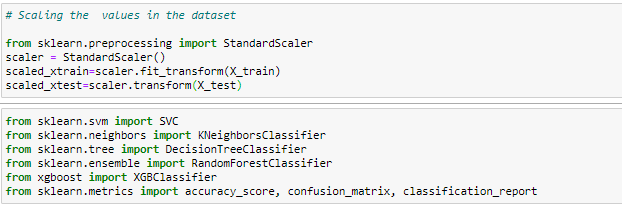 # Scaling the  values in the dataset
from sklearn.preprocessing import StandardScaler
scaler = StandardScaler()
scaled_xtrain=scaler.fit_transform(X_train)
scaled_xtest=scaler.transform(X_test)
from sklearn.svm import SVC
from sklearn.neighbors import KNeighborsClassifier
from sklearn.tree import DecisionTreeClassifier
from sklearn.ensemble import RandomForestClassifier
from xgboost import XGBClassifier
from sklearn.metrics import accuracy_score, confusion_matrix, classification_report